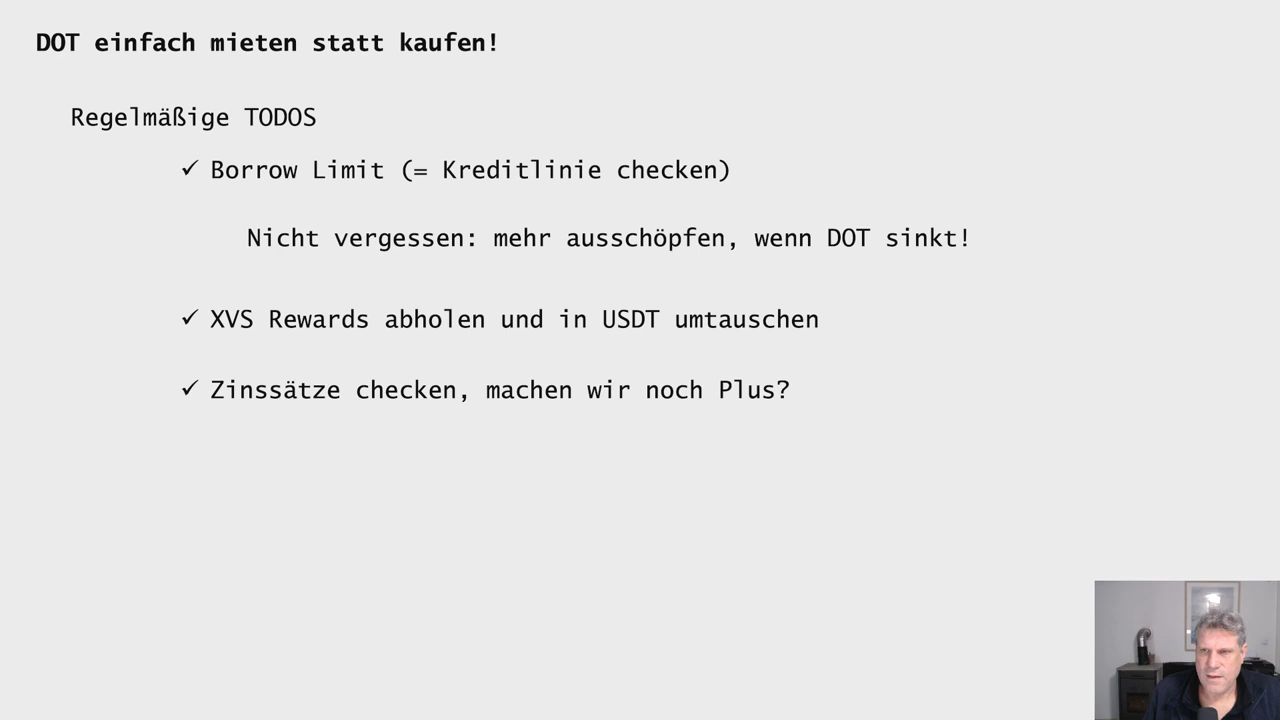 DOT einfach mieten statt kaufen!
Regelmäßige TODOS
✓ Borrow Limit (= Kreditlinie checken)
Nicht vergessen: mehr ausschöpfen, wenn DOT sinkt!
✓ XVS Rewards abholen und in USDT umtauschen
✓ Zinssätze checken, machen wir noch Plus?